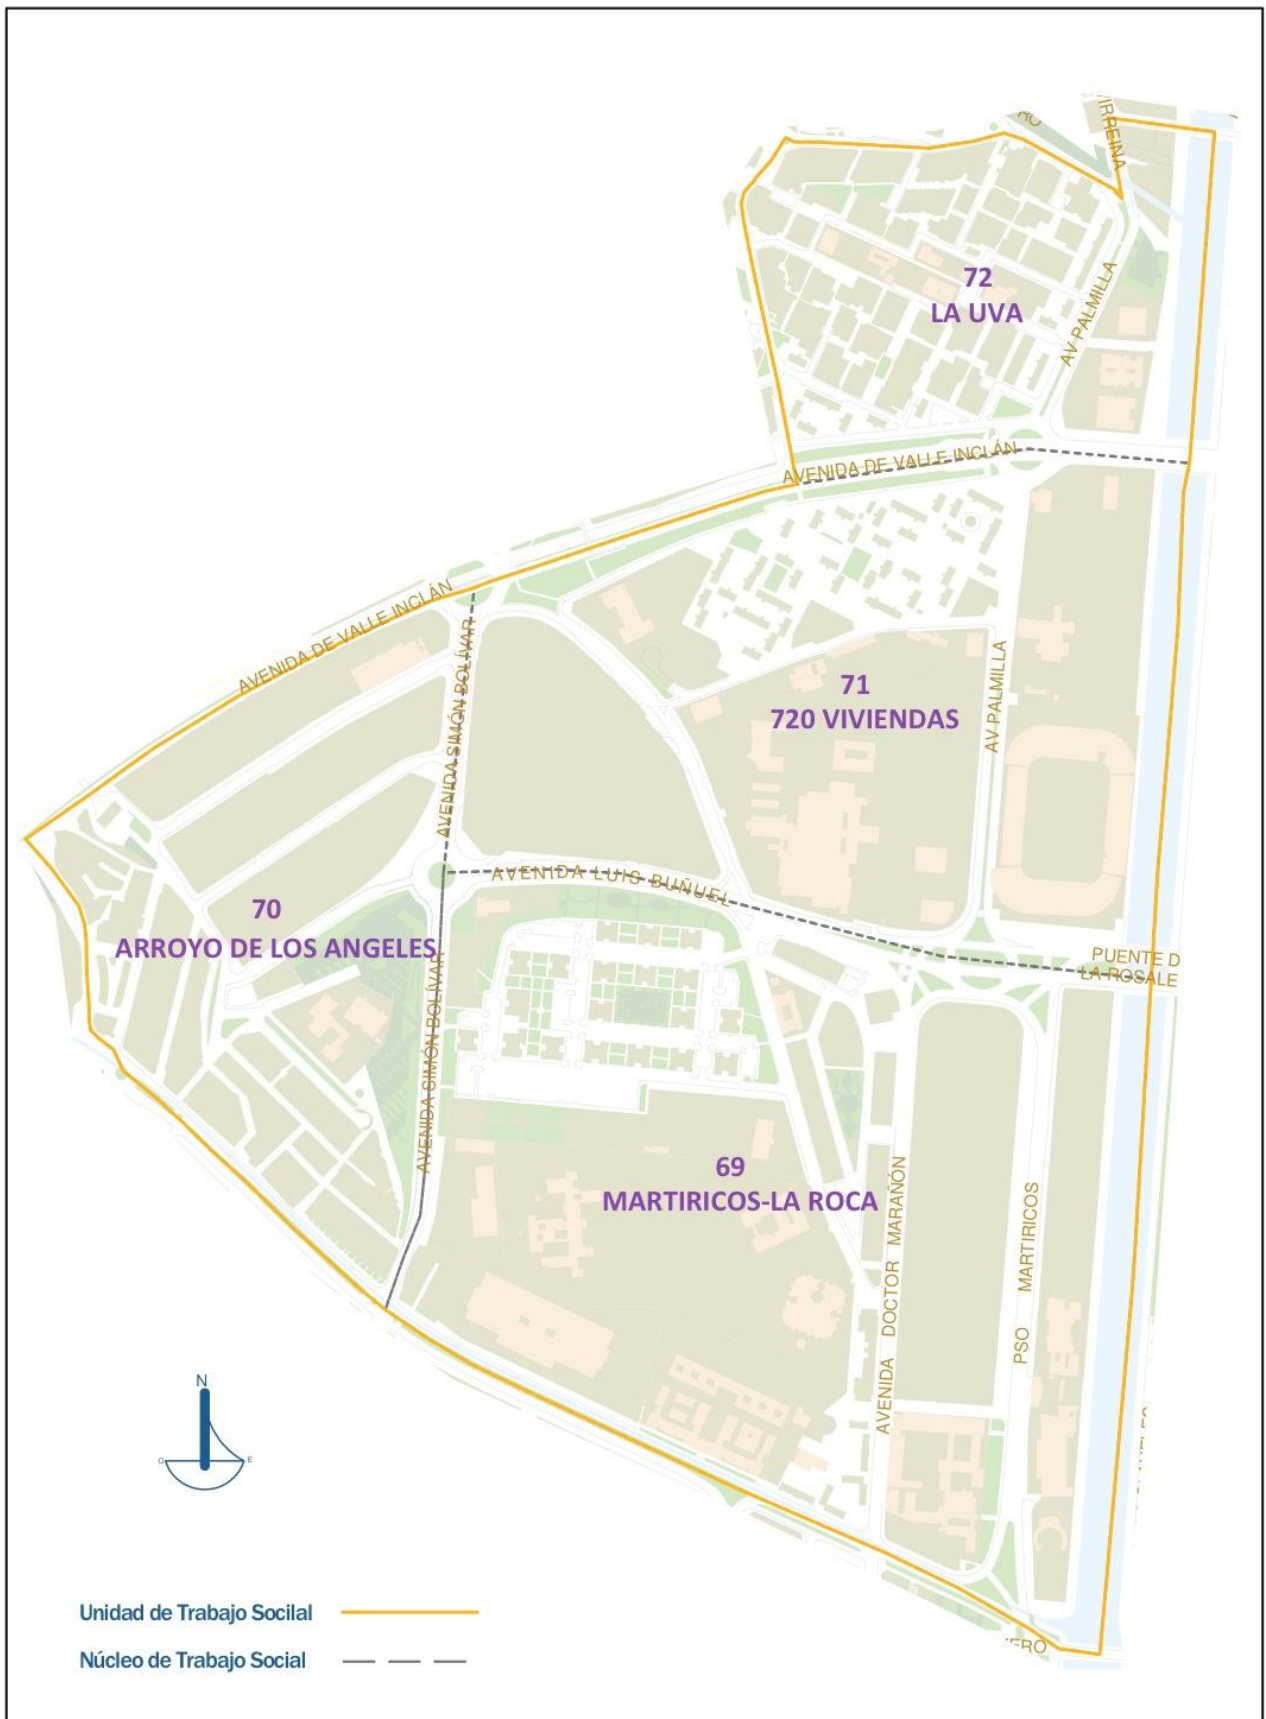 VIRREINA
72
LA UVA
AV PALMILLA
AVENIDA DE VALLE INCLÁN
AVENIDA DE VALLE INCLÁN
AVENIDA SIMÓN BOLÍVAR
71
720 VIVIENDAS
AV PALMILLA
AVENIDA LUIS BUÑUEL
70
ARROYO DE LOS ANGELES
PUENTE D
LA ROSALE
AVENIDA SIMÓN BOLÍVAR
69
MARTIRICOS-LA ROCA
AVENIDA DOCTOR MARAÑÓN
PSO MARTIRICOS
N
O
E
Unidad de Trabajo Socilal
Núcleo de Trabajo Social